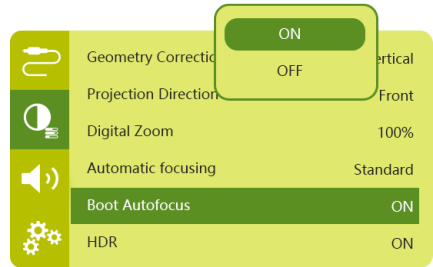 ON
OFF
Geometry Correctio ertical
Projection Direction Front
Digital Zoom 100%
Automatic focusing Standard
Boot Autofocus ON
HDR ON